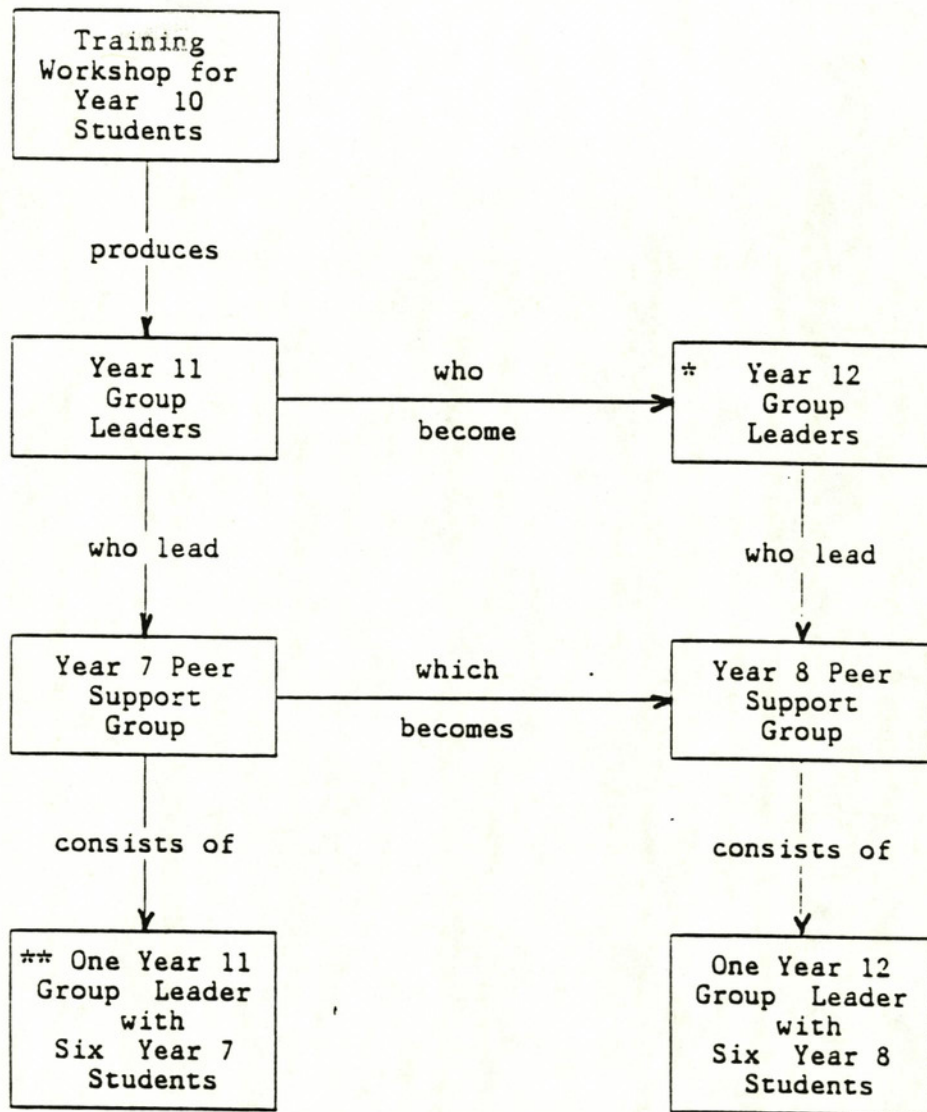 Training
Workshop for
Year 10
Students
produces
Year 11
Group
Leaders
who
become
* Year 12
Group
Leaders
who lead
who lead
Year 7 Peer
Support
Group
which
becomes
Year 8 Peer
Support
Group
consists of
consists of
** One Year 11
Group Leader
with
Six Year 7
Students
One Year 12
Group Leader
with
Six Year 8
Students